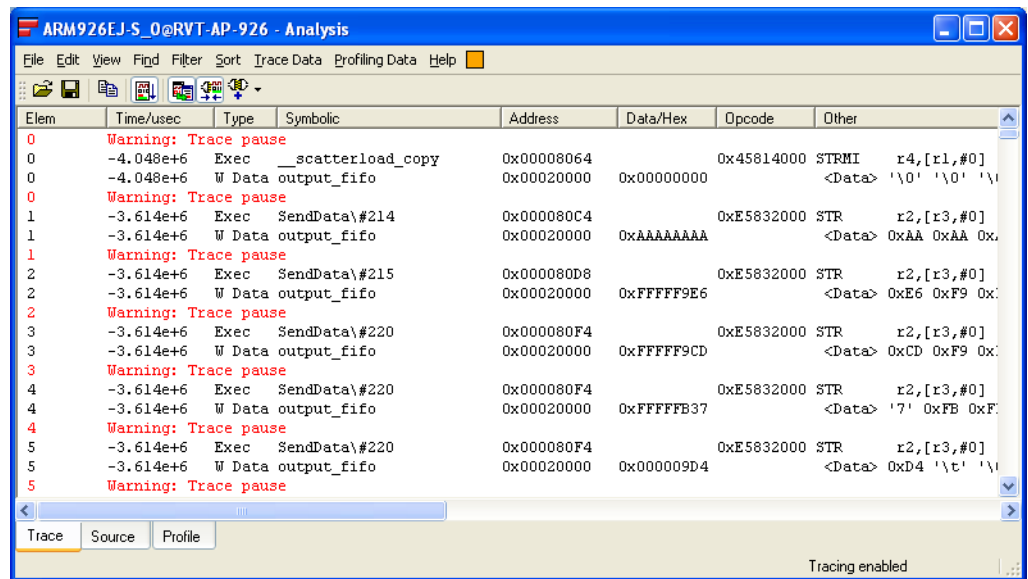 ARM926EJ-S_0@RVT-AP-926 - Analysis
File Edit View Find Filter Sort Trace Data Profiling Data Help
Elem Time/usec Type Symbolic Address Data/Hex Opcode Other
0 Warning: Trace pause
0 -4.048e+6 Exec __scatterload_copy 0x00008064 0x45814000 STRMI r4,[r1,#0]
0 -4.048e+6 W Data output_fifo 0x00020000 0x00000000 <Data> '\0' '\0' '\
0 Warning: Trace pause
1 -3.614e+6 Exec SendData\#214 0x000080C4 0xE5832000 STR r2,[r3,#0]
1 -3.614e+6 W Data output_fifo 0x00020000 0xAAAAAAAA <Data> 0xAA 0xAA 0x
1 Warning: Trace pause
2 -3.614e+6 Exec SendData\#215 0x000080D8 0xE5832000 STR r2,[r3,#0]
2 -3.614e+6 W Data output_fifo 0x00020000 0xFFFFF9E6 <Data> 0xE6 0xF9 0x
2 Warning: Trace pause
3 -3.614e+6 Exec SendData\#220 0x000080F4 0xE5832000 STR r2,[r3,#0]
3 -3.614e+6 W Data output_fifo 0x00020000 0xFFFFF9CD <Data> 0xCD 0xF9 0x
3 Warning: Trace pause
4 -3.614e+6 Exec SendData\#220 0x000080F4 0xE5832000 STR r2,[r3,#0]
4 -3.614e+6 W Data output_fifo 0x00020000 0xFFFFFB37 <Data> '7' 0xFB 0xF
4 Warning: Trace pause
5 -3.614e+6 Exec SendData\#220 0x000080F4 0xE5832000 STR r2,[r3,#0]
5 -3.614e+6 W Data output_fifo 0x00020000 0x000009D4 <Data> 0xD4 '\t' '\
5 Warning: Trace pause
Trace Source Profile
Tracing enabled